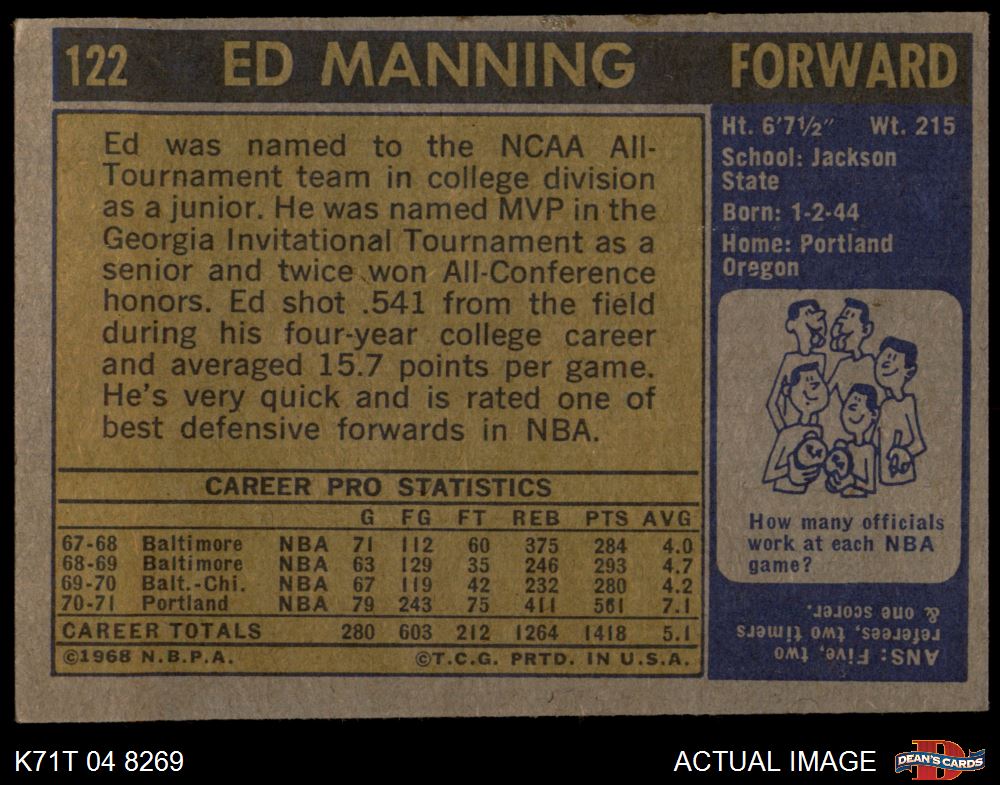 122 ED MANNING FORWARD
Ed was named to the NCAA All-
Tournament team in college division
as a junior. He was named MVP in the
Georgia Invitational Tournament as a
senior and twice won All-Conference
honors. Ed shot .541 from the field
during his four-year college career
and averaged 15.7 points per game.
He's very quick and is rated one of
best defensive forwards in NBA.
Ht. 6'7½" Wt. 215
School: Jackson
State
Born: 1-2-44
Home: Portland
Oregon
How many officials
work at each NBA
game?
ANS: Five, two
referees, two timers
& one scorer.
CAREER PRO STATISTICS
G FG FT REB PTS AVG
67-68 Baltimore NBA 71 112 60 375 284 4.0
68-69 Baltimore NBA 63 129 35 246 293 4.7
69-70 Balt.-Chi. NBA 67 119 42 232 280 4.2
70-71 Portland NBA 79 243 75 411 561 7.1
CAREER TOTALS 280 603 212 1264 1418 5.1
©1968 N.B.P.A. ©T.C.G. PRTD. IN U.S.A.
K71T 04 8269 ACTUAL IMAGE DEAN'S CARDS